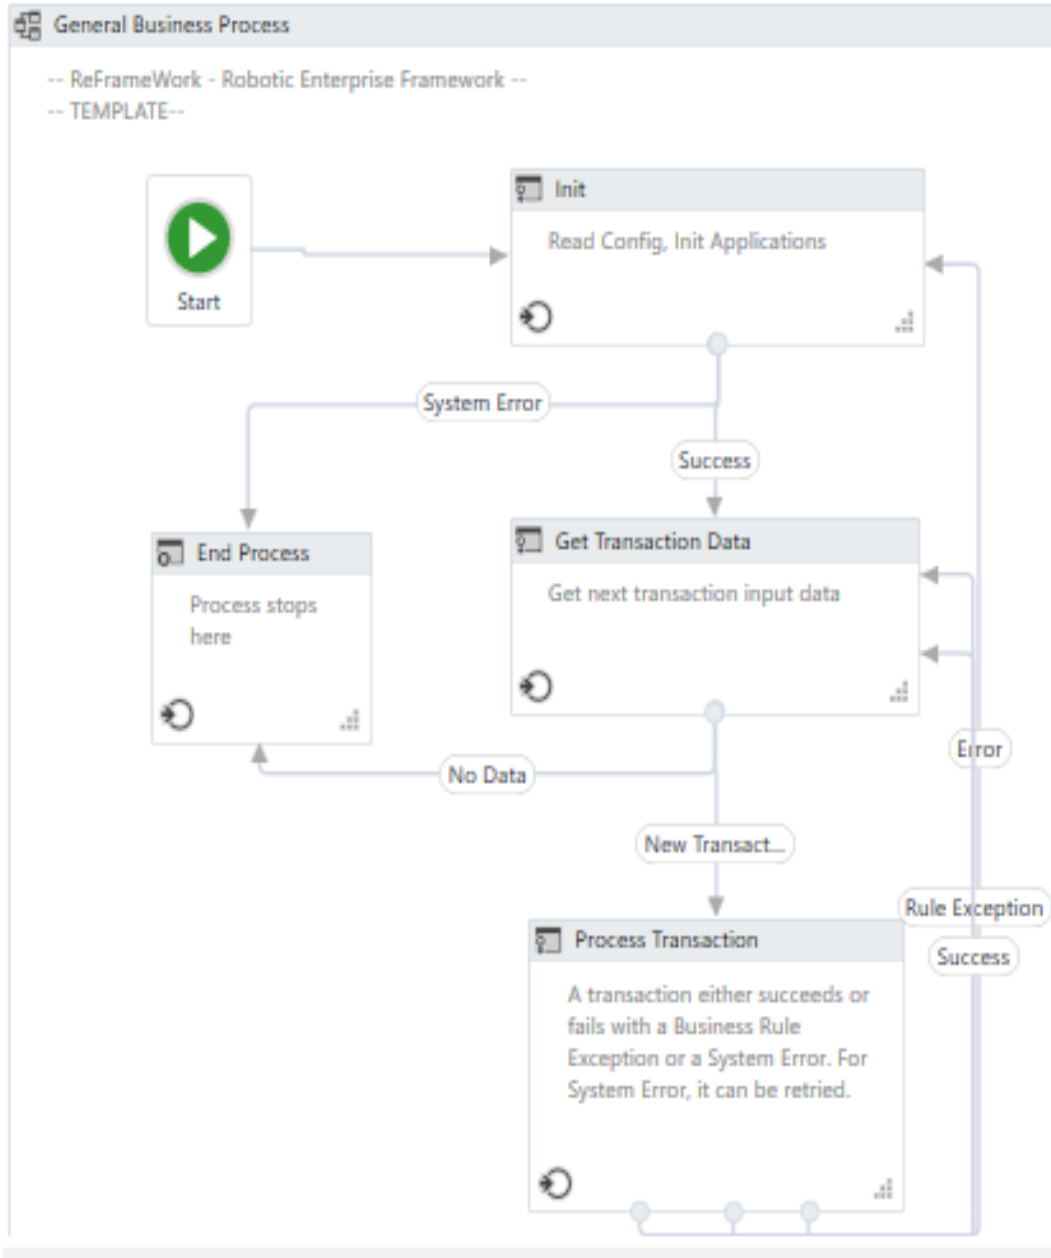 General Business Process
-- ReFrameWork - Robotic Enterprise Framework --
-- TEMPLATE--
Start
Init
Read Config, Init Applications
System Error
Success
End Process
Process stops
here
Get Transaction Data
Get next transaction input data
No Data
Error
New Transact...
Rule Exception
Success
Process Transaction
A transaction either succeeds or
fails with a Business Rule
Exception or a System Error. For
System Error, it can be retried.